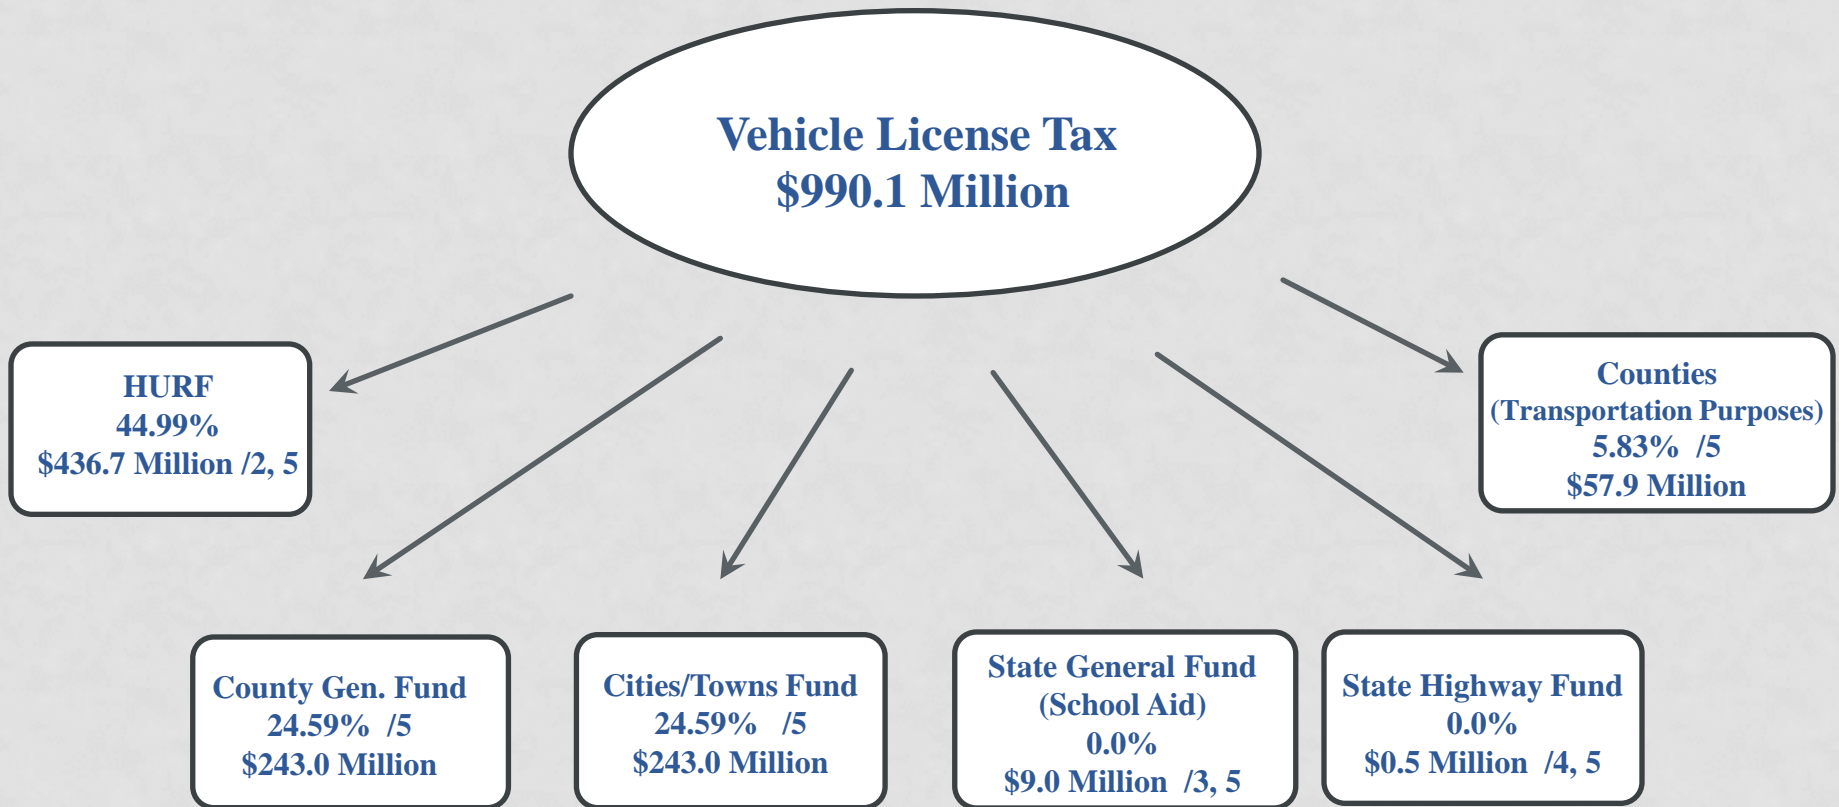 Vehicle License Tax
$990.1 Million
HURF
44.99%
$436.7 Million /2, 5
Counties
(Transportation Purposes)
5.83% /5
$57.9 Million
County Gen. Fund
24.59% /5
$243.0 Million
Cities/Towns Fund
24.59% /5
$243.0 Million
State General Fund
(School Aid)
0.0%
$9.0 Million /3, 5
State Highway Fund
0.0%
$0.5 Million /4, 5